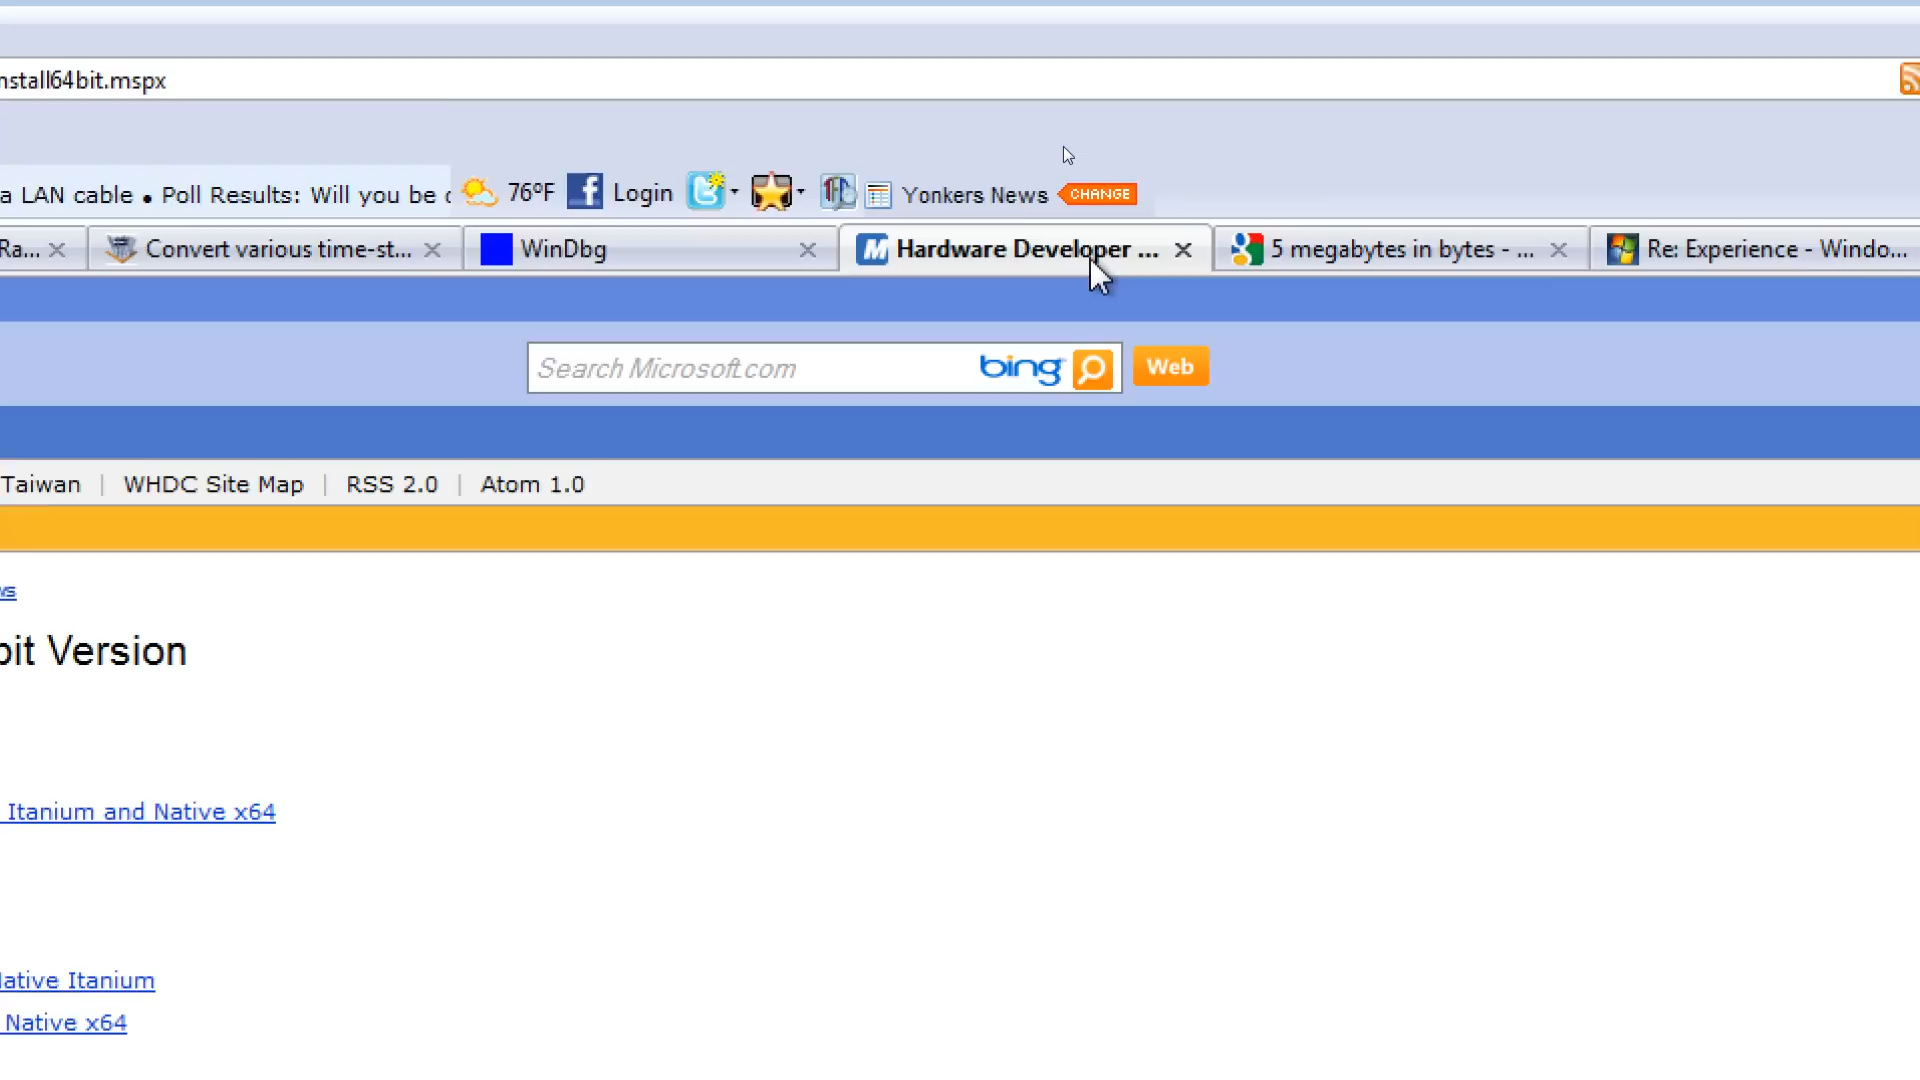 nstall64bit.mspx
a LAN cable • Poll Results: Will you be
76°F
Login
Yonkers News
CHANGE
Ra...
Convert various time-st...
WinDbg
Hardware Developer ...
5 megabytes in bytes - ...
Re: Experience - Windo...
Search Microsoft.com
bing
Web
Taiwan | WHDC Site Map | RSS 2.0 | Atom 1.0
ws
bit Version
Itanium and Native x64
Native Itanium
Native x64